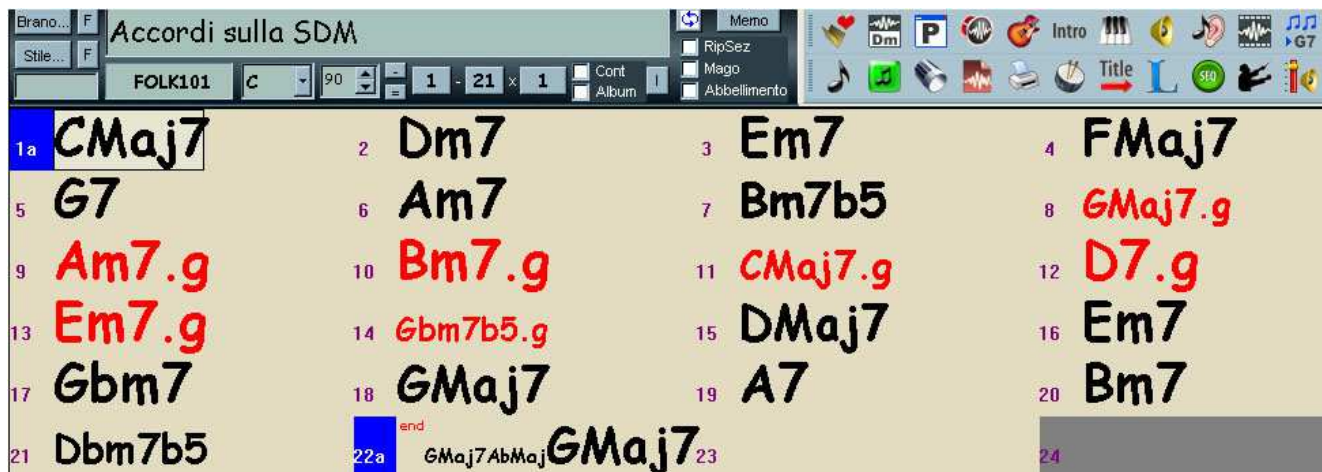 Brano... F Accordi sulla SDM Memo
Stile... F RipSez
FOLK101 C 90 - = 1 - 21 x 1 Cont Album I Mago Abbellimento
Dm P Intro G7
Title L SEQ
1a CMaj7 2 Dm7 3 Em7 4 FMaj7
5 G7 6 Am7 7 Bm7b5 8 GMaj7.g
9 Am7.g 10 Bm7.g 11 CMaj7.g 12 D7.g
13 Em7.g 14 Gbm7b5.g 15 DMaj7 16 Em7
17 Gbm7 18 GMaj7 19 A7 20 Bm7
end
21 Dbm7b5 22a GMaj7AbMajGMaj7 23 24